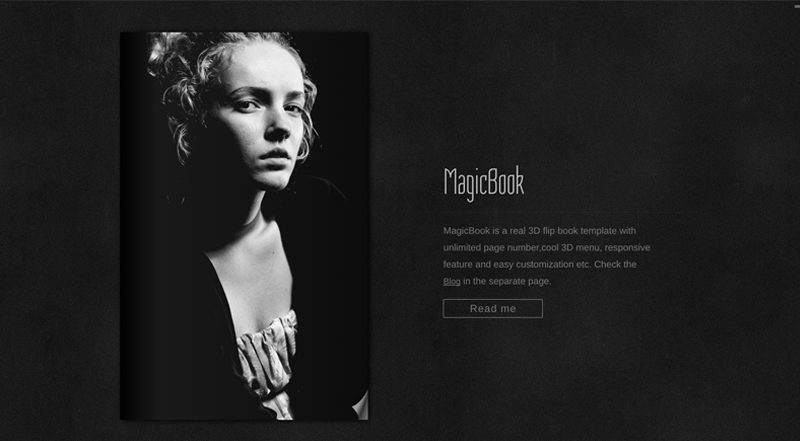 MagicBook
MagicBook is a real 3D flip book template with
unlimited page number,cool 3D menu, responsive
feature and easy customization etc. Check the
Blog in the separate page.
Read me